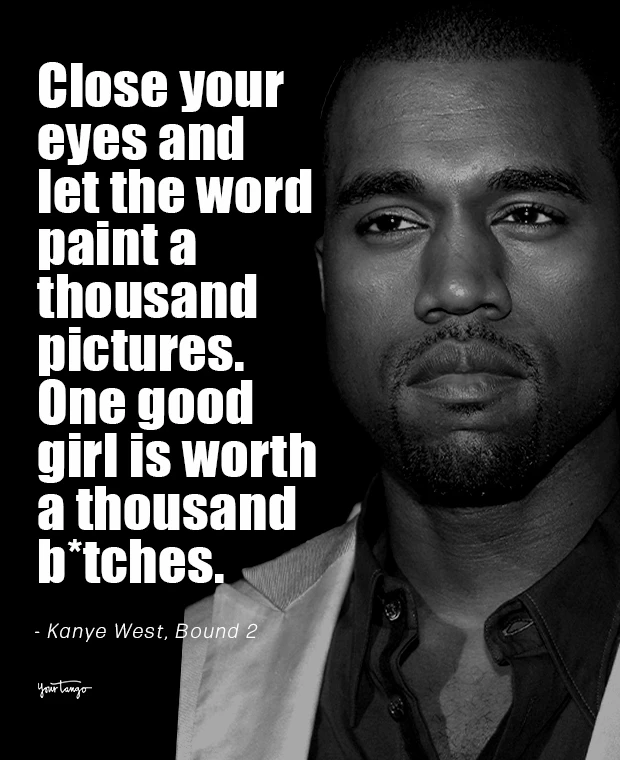 Close your
eyes and
let the word
paint a
thousand
pictures.
One good
girl is worth
a thousand
b*tches.
- Kanye West, Bound 2
YourTango